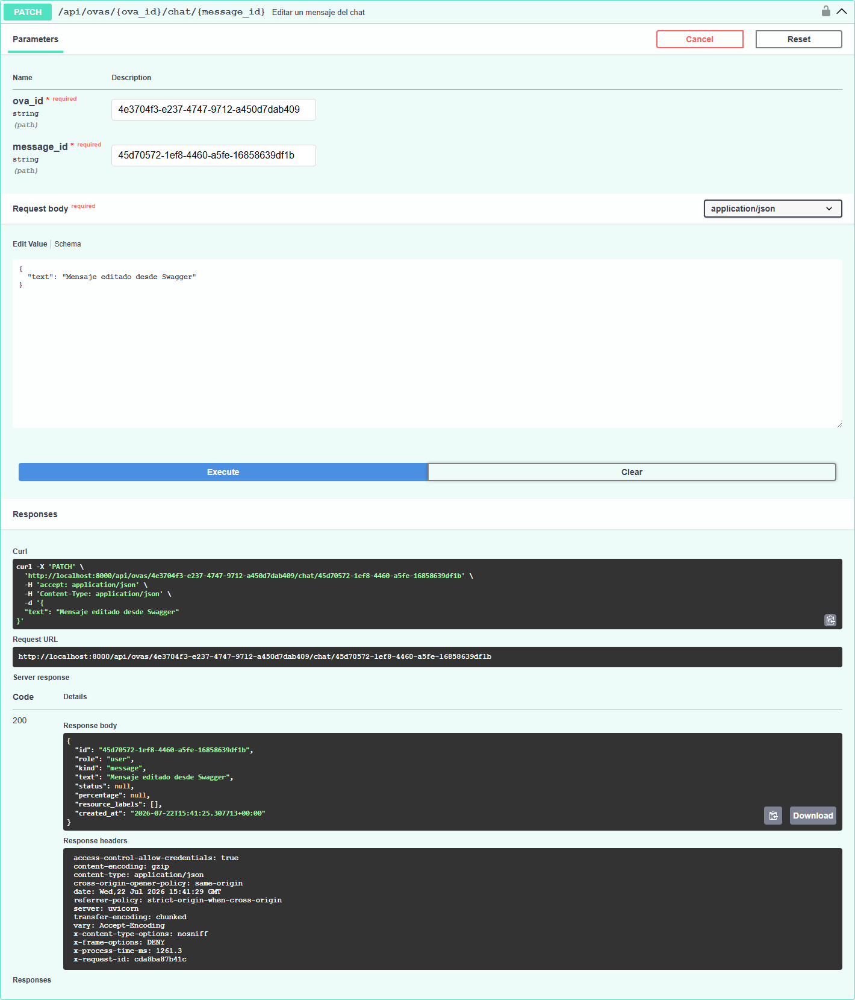 PATCH /api/ovas/{ova_id}/chat/{message_id} Editar un mensaje del chat
Parameters
Cancel
Reset
Name Description
ova_id * required
string
(path)
4e3704f3-e237-4747-9712-a450d7dab409
message_id * required
string
(path)
45d70572-1ef8-4460-a5fe-16858639df1b
Request body required
application/json
Edit Value Schema
{
"text": "Mensaje editado desde Swagger"
}
Execute
Clear
Responses
Curl
curl -X 'PATCH' \
'http://localhost:8000/api/ovas/4e3704f3-e237-4747-9712-a450d7dab409/chat/45d70572-1ef8-4460-a5fe-16858639df1b' \
-H 'accept: application/json' \
-H 'Content-Type: application/json' \
-d '{
"text": "Mensaje editado desde Swagger"
}'
Request URL
http://localhost:8000/api/ovas/4e3704f3-e237-4747-9712-a450d7dab409/chat/45d70572-1ef8-4460-a5fe-16858639df1b
Server response
Code Details
200
Response body
{
"id": "45d70572-1ef8-4460-a5fe-16858639df1b",
"role": "user",
"kind": "message",
"text": "Mensaje editado desde Swagger",
"status": null,
"percentage": null,
"resource_labels": [],
"created_at": "2026-07-22T15:41:25.307713+00:00"
}
Download
Response headers
access-control-allow-credentials: true
content-encoding: gzip
content-type: application/json
cross-origin-opener-policy: same-origin
date: Wed,22 Jul 2026 15:41:29 GMT
referrer-policy: strict-origin-when-cross-origin
server: uvicorn
transfer-encoding: chunked
vary: Accept-Encoding
x-content-type-options: nosniff
x-frame-options: DENY
x-process-time-ms: 1261.3
x-request-id: cda8ba87b41c
Responses